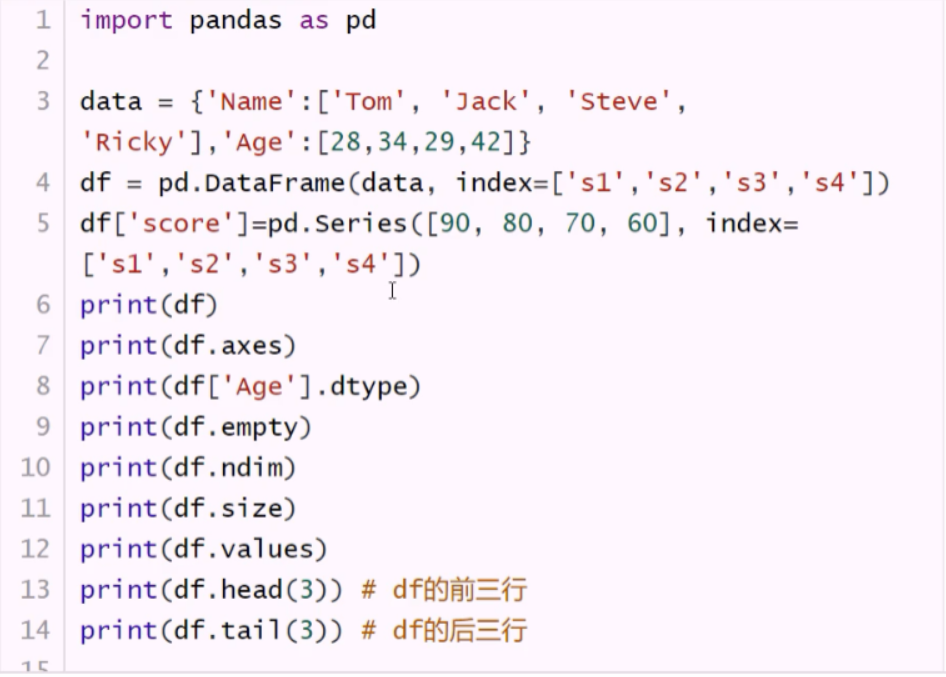 1 import pandas as pd
2
3 data = {'Name':['Tom', 'Jack', 'Steve',
'Ricky'],'Age':[28,34,29,42]}
4 df = pd.DataFrame(data, index=['s1','s2','s3','s4'])
5 df['score']=pd.Series([90, 80, 70, 60], index=
['s1','s2','s3','s4'])
6 print(df)
7 print(df.axes)
8 print(df['Age'].dtype)
9 print(df.empty)
10 print(df.ndim)
11 print(df.size)
12 print(df.values)
13 print(df.head(3)) # df的前三行
14 print(df.tail(3)) # df的后三行
15